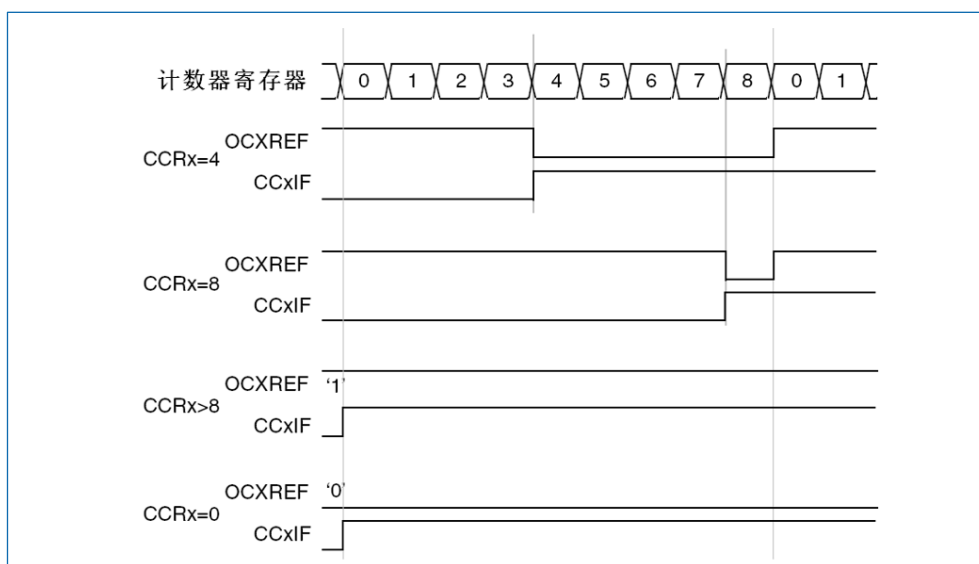 计数器寄存器 0 1 2 3 4 5 6 7 8 0 1
OCXREF
CCRx=4
CCxIF
OCXREF
CCRx=8
CCxIF
OCXREF '1'
CCRx>8
CCxIF
OCXREF '0'
CCRx=0
CCxIF